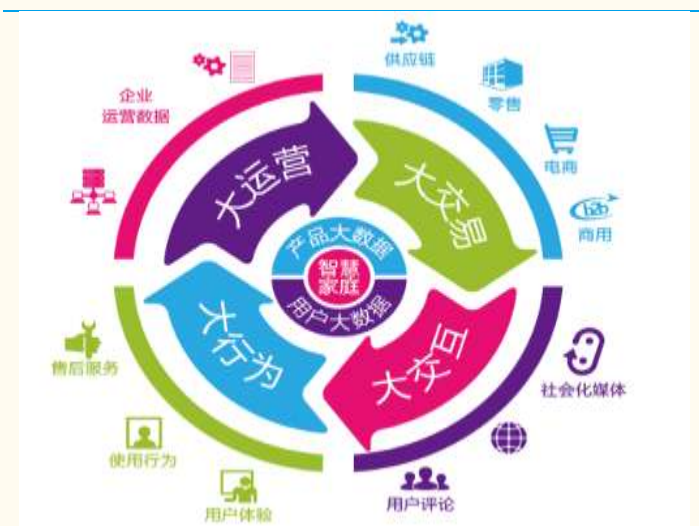 企业
运营数据
供应链
零售
电商
b2b
商用
大运营
大交易
产品大数据
智慧
家庭
用户大数据
大行为
大交互
售后服务
使用行为
用户体验
社会化媒体
用户评论